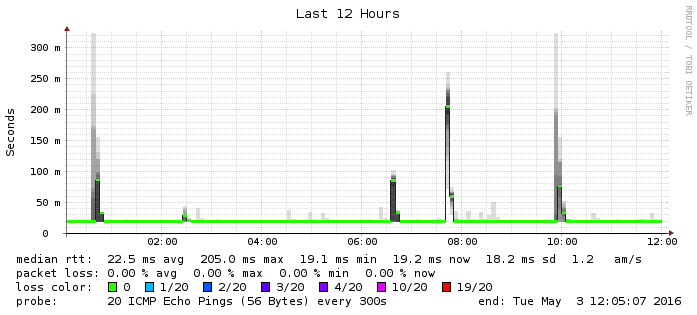 Last 12 Hours
RRDTOOL / TOBI OETIKER
Seconds
300 m
250 m
200 m
150 m
100 m
50 m
0
02:00 04:00 06:00 08:00 10:00 12:00
median rtt: 22.5 ms avg 205.0 ms max 19.1 ms min 19.2 ms now 18.2 ms sd 1.2 am/s
packet loss: 0.00 % avg 0.00 % max 0.00 % min 0.00 % now
loss color: 0 1/20 2/20 3/20 4/20 10/20 19/20
probe: 20 ICMP Echo Pings (56 Bytes) every 300s end: Tue May 3 12:05:07 2016